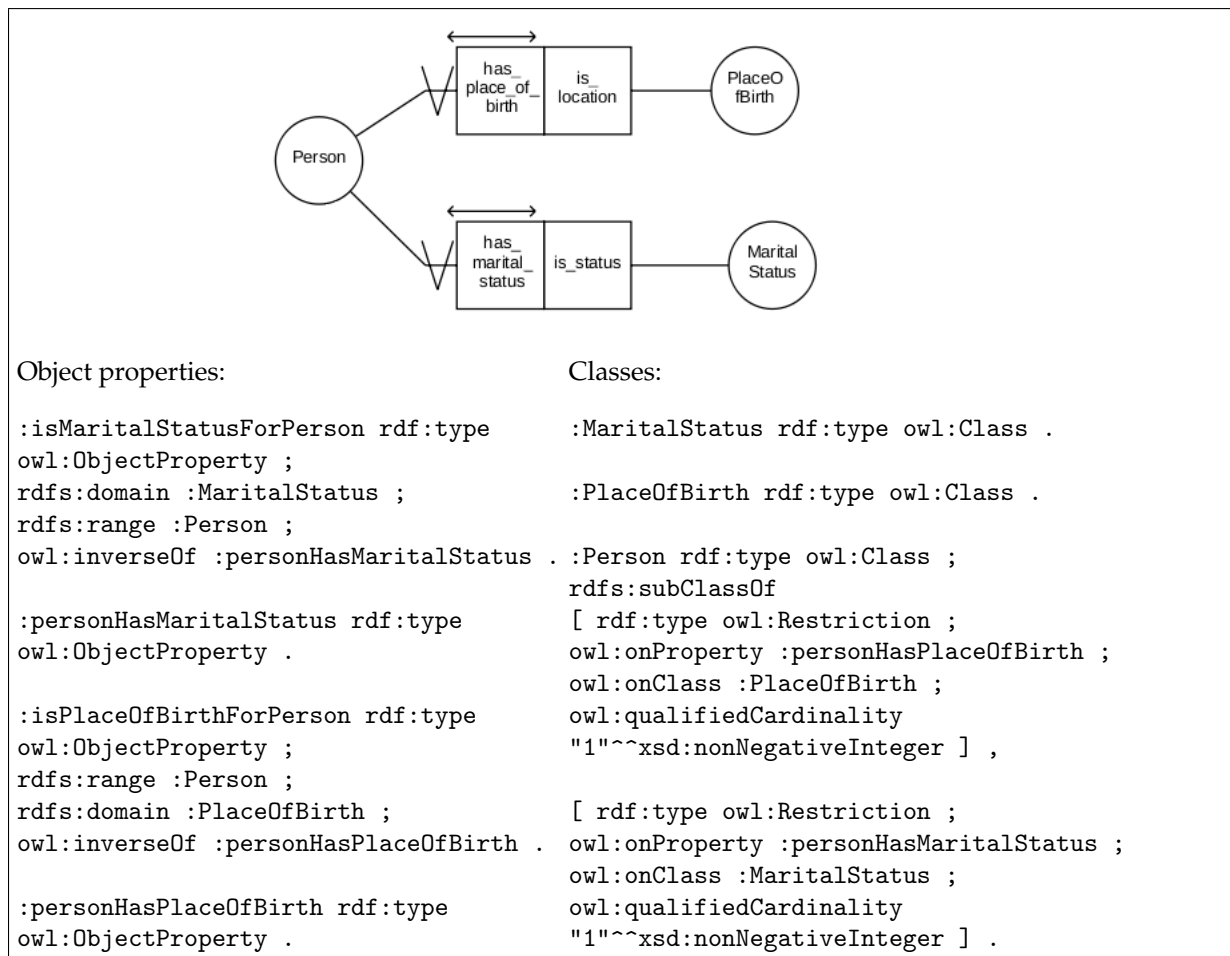 has_
place_of_
birth
is_
location
PlaceO
fBirth
Person
has_
marital_
status
is_status
Marital
Status
Object properties:
:isMaritalStatusForPerson rdf:type
owl:ObjectProperty ;
rdfs:domain :MaritalStatus ;
rdfs:range :Person ;
owl:inverseOf :personHasMaritalStatus .
:personHasMaritalStatus rdf:type
owl:ObjectProperty .
:isPlaceOfBirthForPerson rdf:type
owl:ObjectProperty ;
rdfs:range :Person ;
rdfs:domain :PlaceOfBirth ;
owl:inverseOf :personHasPlaceOfBirth .
:personHasPlaceOfBirth rdf:type
owl:ObjectProperty .
Classes:
:MaritalStatus rdf:type owl:Class .
:PlaceOfBirth rdf:type owl:Class .
:Person rdf:type owl:Class ;
rdfs:subClassOf
[ rdf:type owl:Restriction ;
owl:onProperty :personHasPlaceOfBirth ;
owl:onClass :PlaceOfBirth ;
owl:qualifiedCardinality
"1"^^xsd:nonNegativeInteger ] ,
[ rdf:type owl:Restriction ;
owl:onProperty :personHasMaritalStatus ;
owl:onClass :MaritalStatus ;
owl:qualifiedCardinality
"1"^^xsd:nonNegativeInteger ] .